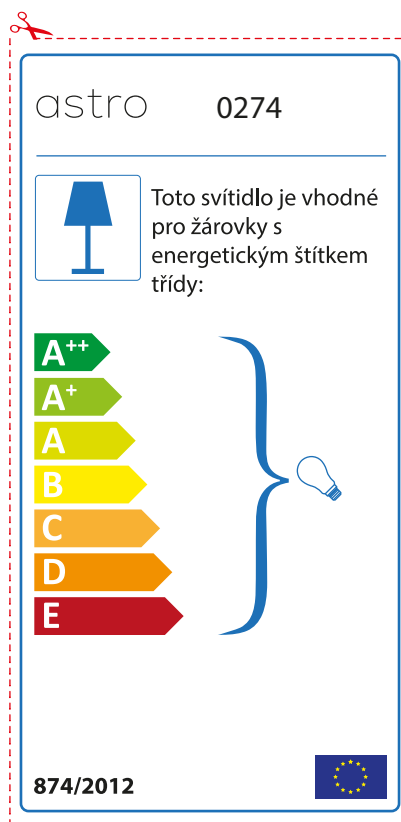 astro 0274
Toto svítidlo je vhodné
pro žárovky s
energetickým štítkem
třídy:
A++
A+
A
B
C
D
E
874/2012